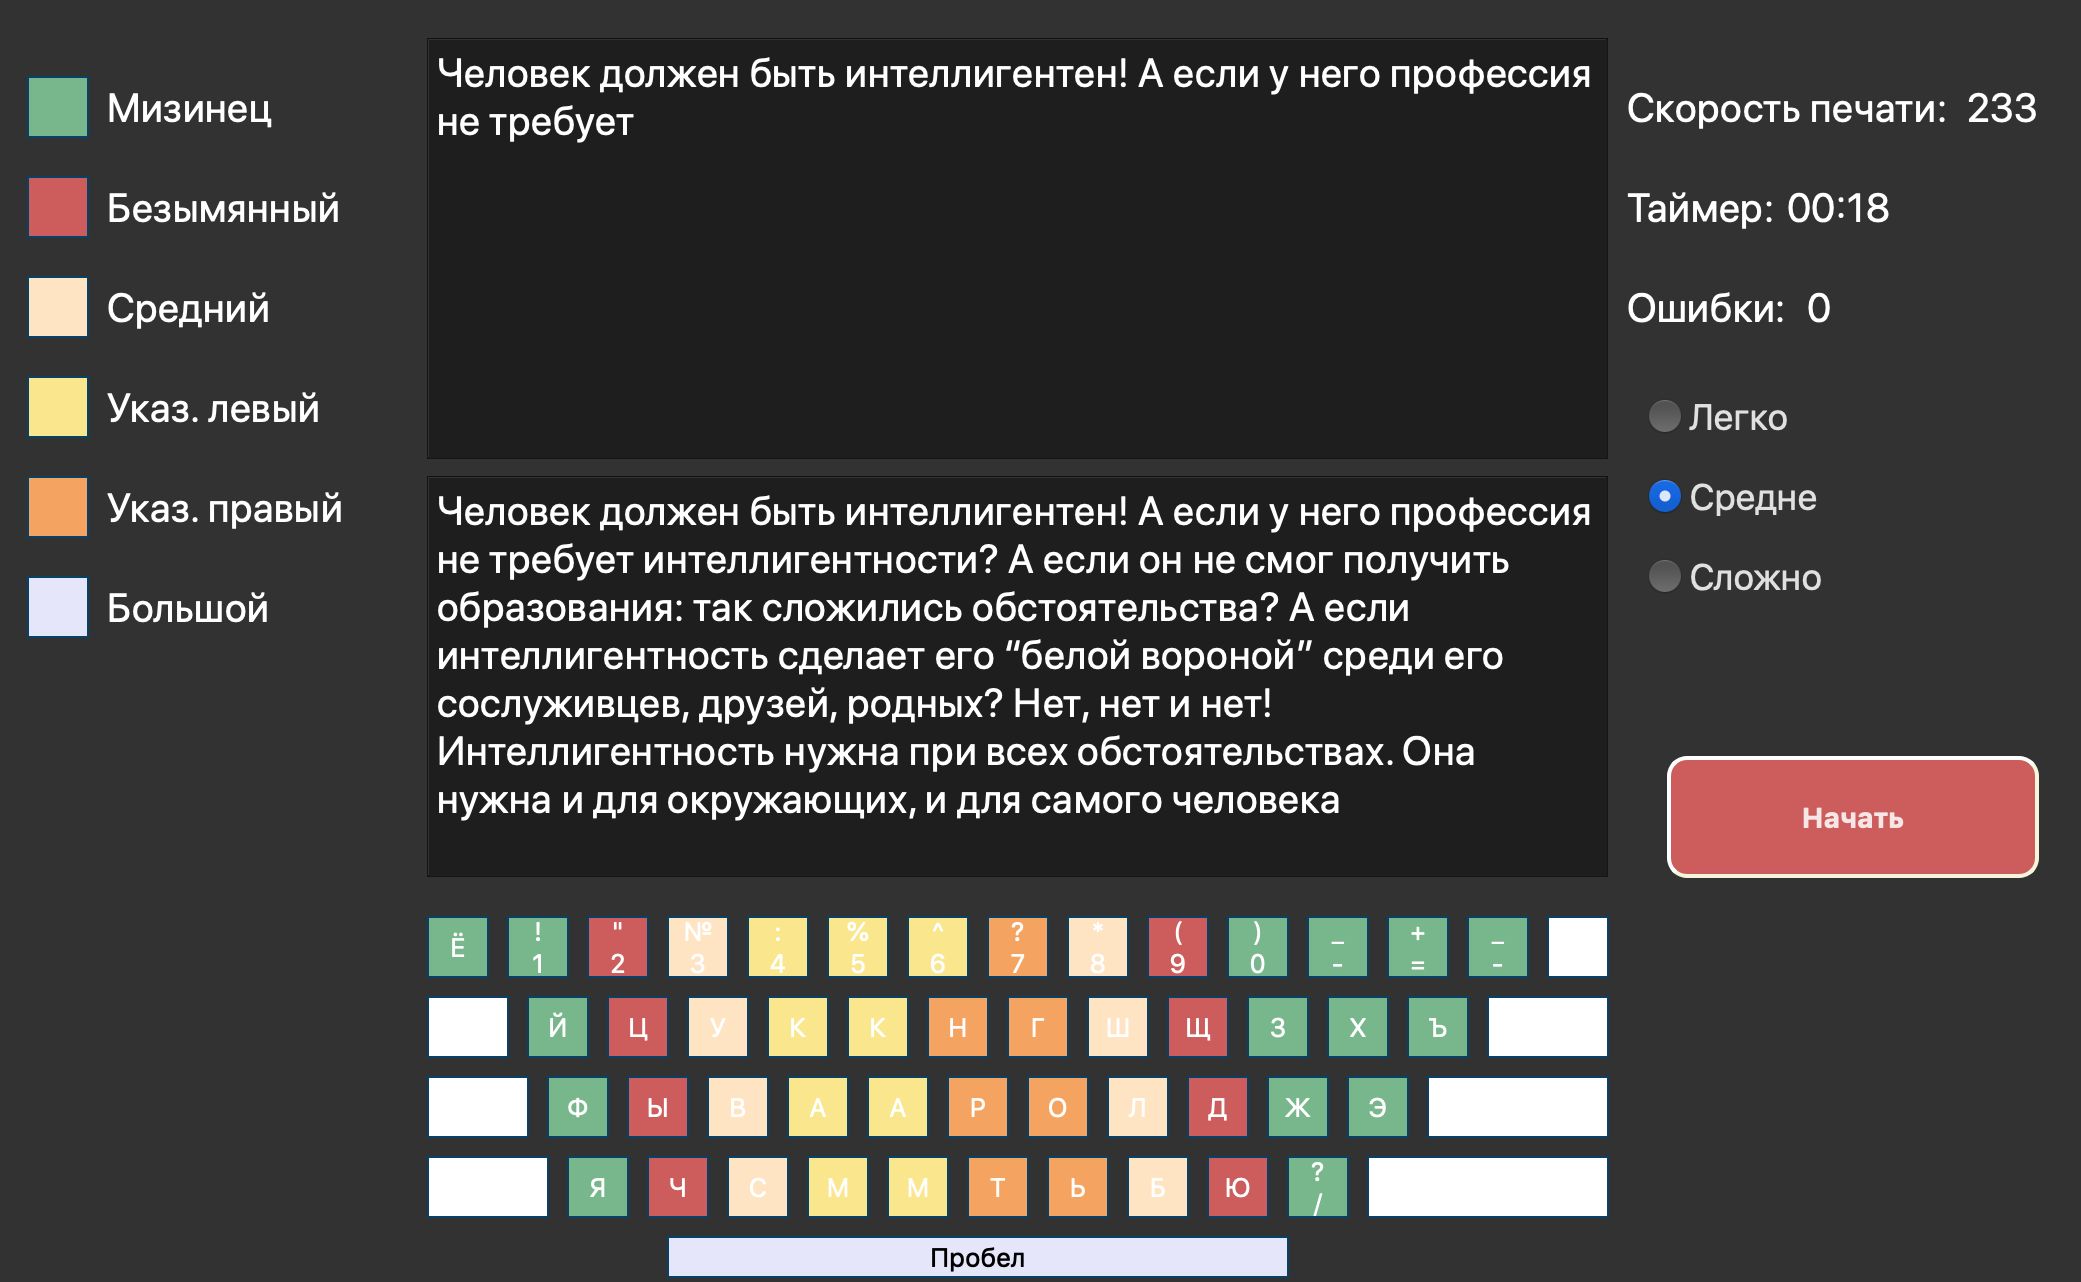 Мизинец
Безымянный
Средний
Указ. левый
Указ. правый
Большой
Человек должен быть интеллигентен! А если у него профессия
не требует
Человек должен быть интеллигентен! А если у него профессия
не требует интеллигентности? А если он не смог получить
образования: так сложились обстоятельства? А если
интеллигентность сделает его “белой вороной” среди его
сослуживцев, друзей, родных? Нет, нет и нет!
Интеллигентность нужна при всех обстоятельствах. Она
нужна и для окружающих, и для самого человека
Скорость печати: 233
Таймер: 00:18
Ошибки: 0
Легко
Средне
Сложно
Начать
! " № : % ^ ? * ( ) _ + _
Ё 1 2 3 4 5 6 7 8 9 0 - = -
Й Ц У К К Н Г Ш Щ З Х Ъ
Ф Ы В А А Р О Л Д Ж Э
?
Я Ч С М М Т Ь Б Ю /
Пробел